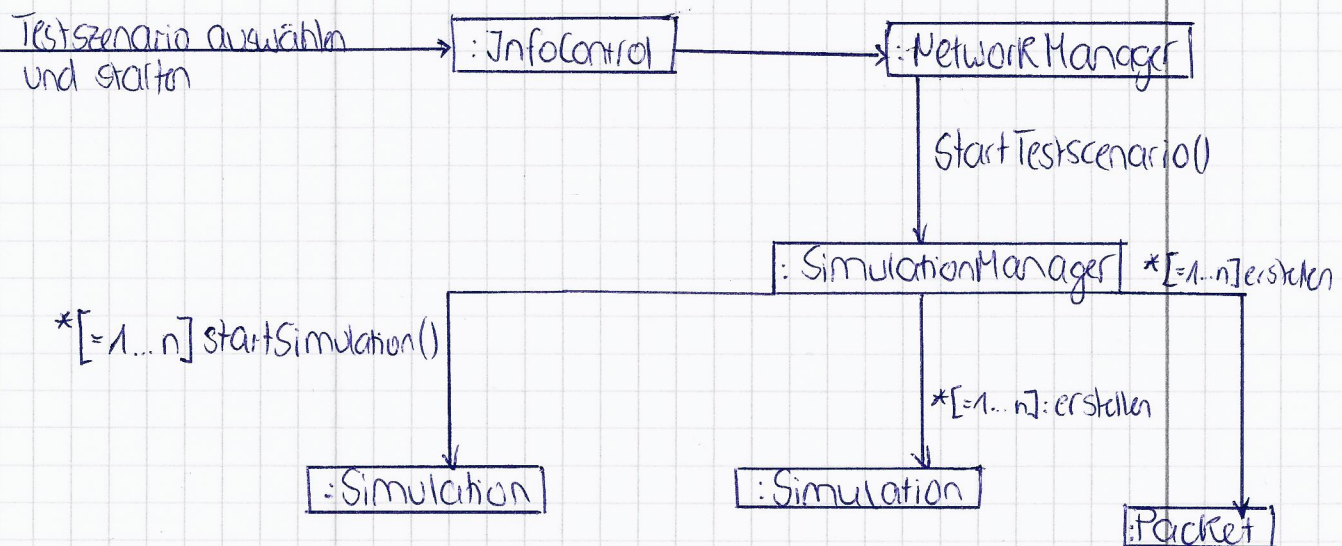 Testszenario auswählen
und starten
:InfoControl
:NetworkManager
StartTestscenario()
:SimulationManager
*[=1...n]erstellen
*[=1...n] startSimulation()
*[=1...n]:erstellen
:Simulation
:Simulation
:Packet